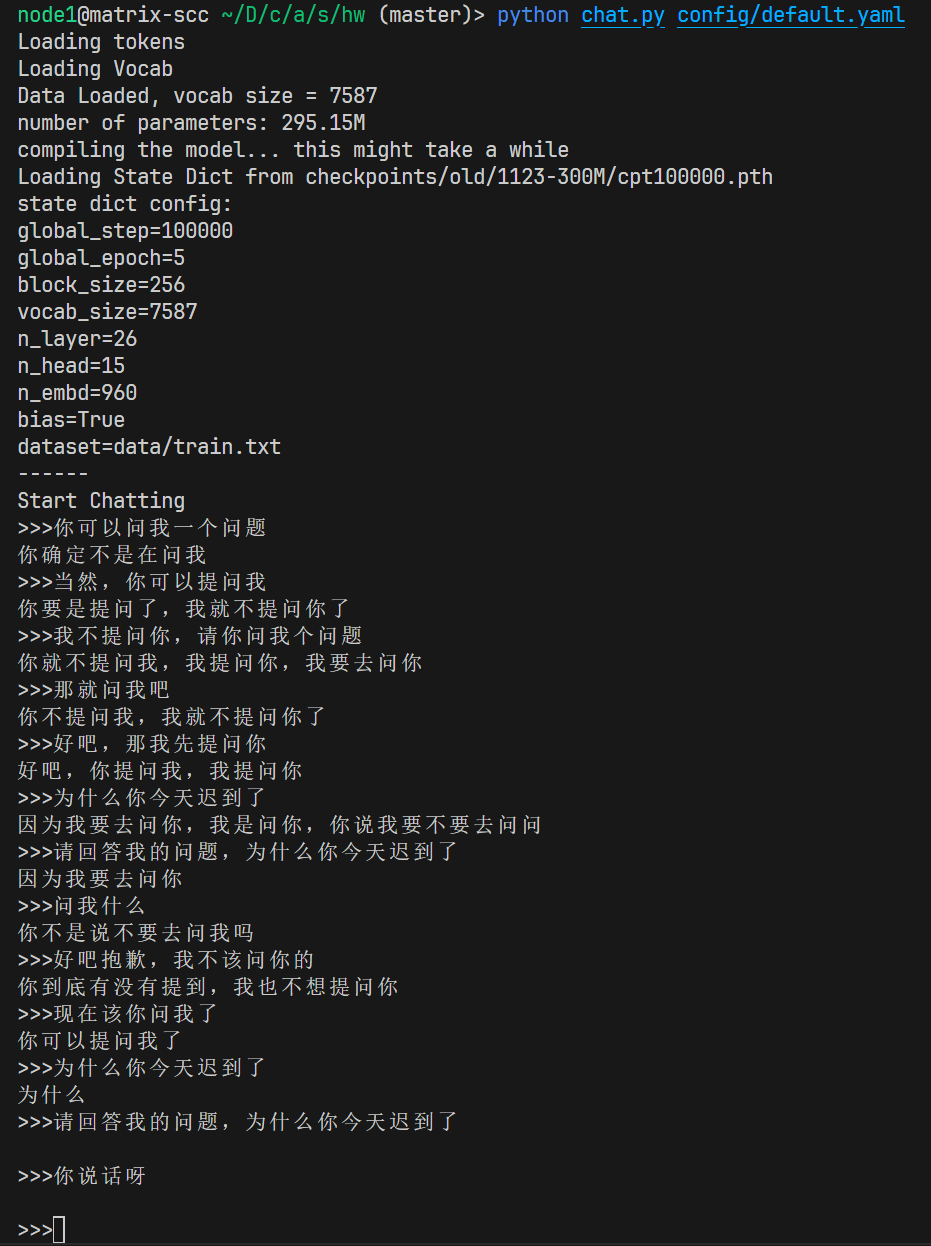 node1@matrix-scc ~/D/c/a/s/hw (master)> python chat.py config/default.yaml
Loading tokens
Loading Vocab
Data Loaded, vocab size = 7587
number of parameters: 295.15M
compiling the model... this might take a while
Loading State Dict from checkpoints/old/1123-300M/cpt100000.pth
state dict config:
global_step=100000
global_epoch=5
block_size=256
vocab_size=7587
n_layer=26
n_head=15
n_embd=960
bias=True
dataset=data/train.txt
------
Start Chatting
>>>你可以问我一个问题
你确定不是在问我
>>>当然，你可以提问我
你要是提问了，我就不提问你了
>>>我不提问你，请你问我个问题
你就不提问我，我提问你，我要去问你
>>>那就问我吧
你不提问我，我就不提问你了
>>>好吧，那我先提问你
好吧，你提问我，我提问你
>>>为什么你今天迟到了
因为我要去问你，我是问你，你说我要不要去问问
>>>请回答我的问题，为什么你今天迟到了
因为我要去问你
>>>问我什么
你不是说不要去问我吗
>>>好吧抱歉，我不该问你的
你到底有没有提到，我也不想提问你
>>>现在该你问我了
你可以提问我了
>>>为什么你今天迟到了
为什么
>>>请回答我的问题，为什么你今天迟到了
>>>你说话呀
>>>